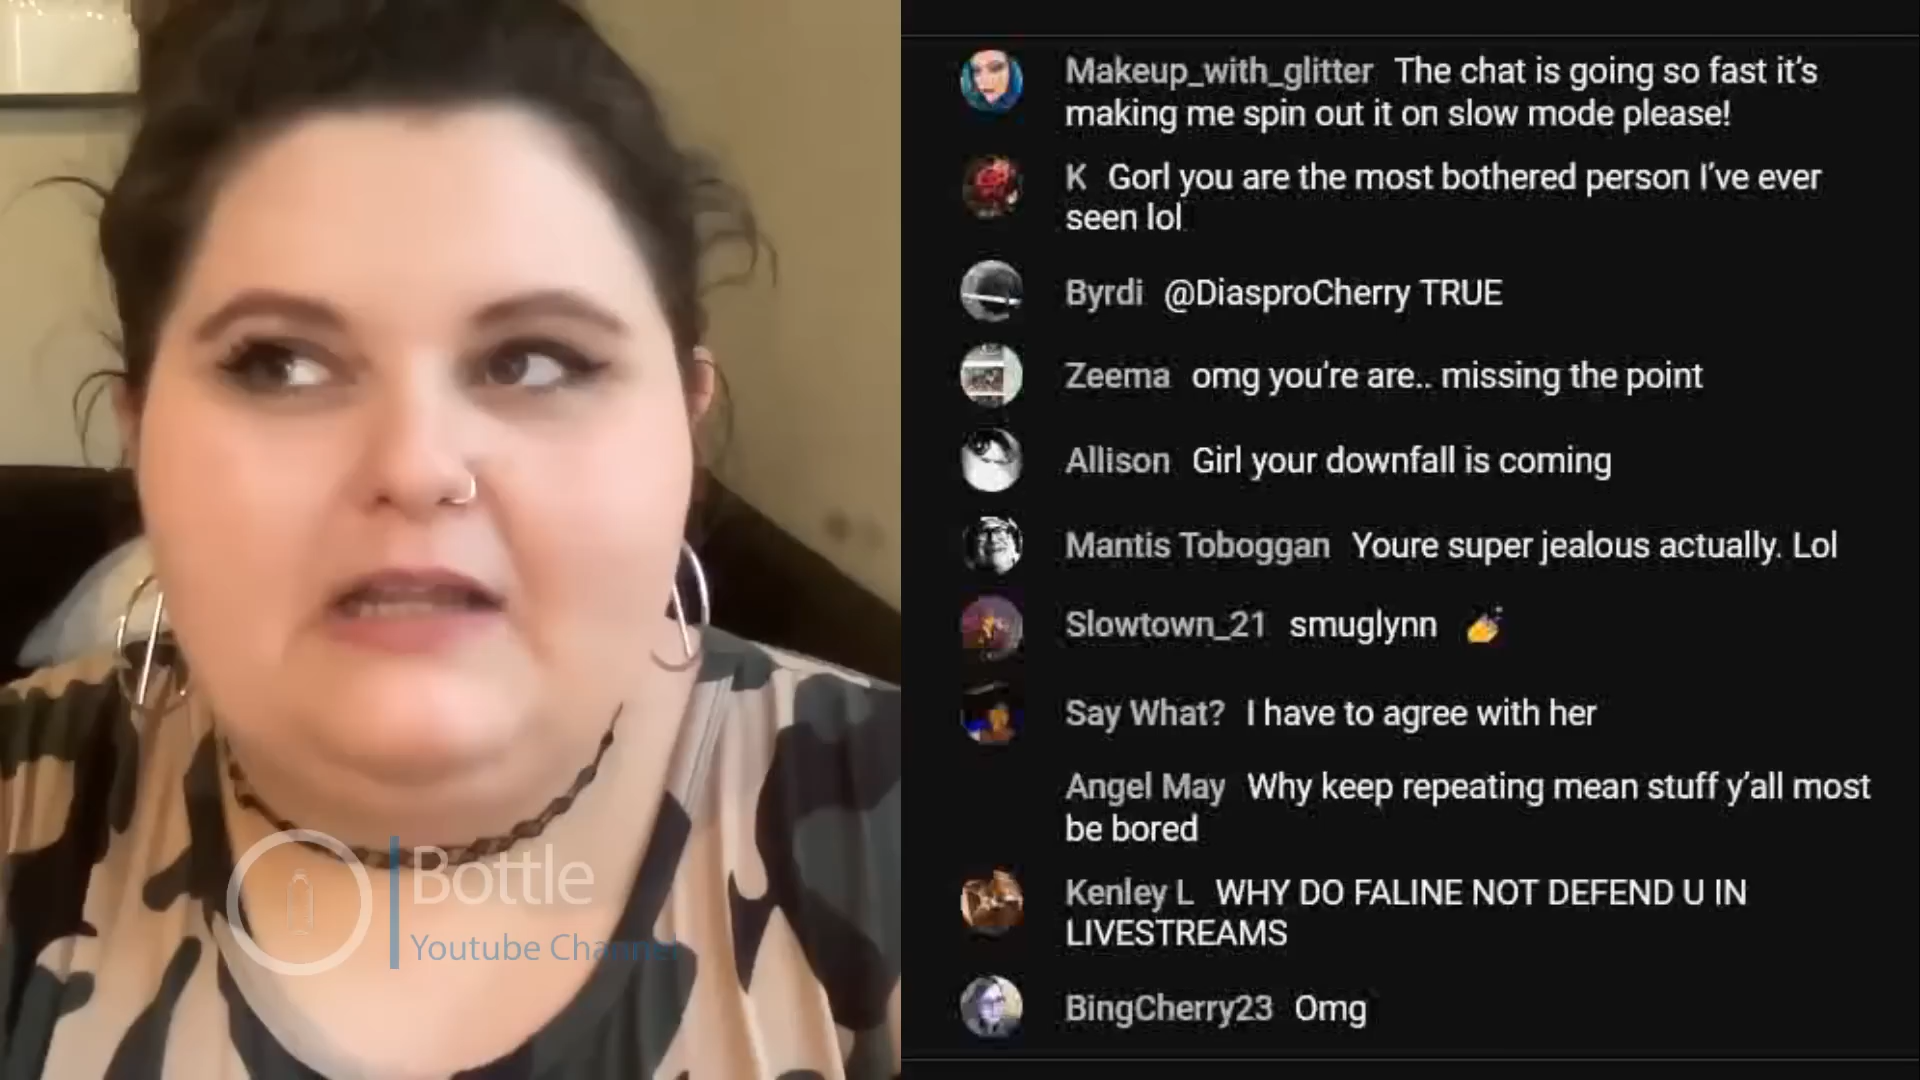 Makeup_with_glitter The chat is going so fast it's
making me spin out it on slow mode please!
K Gorl you are the most bothered person I've ever
seen lol
Byrdi @DiasproCherry TRUE
Zeema omg you're are.. missing the point
Allison Girl your downfall is coming
Mantis Toboggan Youre super jealous actually. Lol
Slowtown_21 smuglynn 💅
Say What? I have to agree with her
Angel May Why keep repeating mean stuff y'all most
be bored
Kenley L WHY DO FALINE NOT DEFEND U IN
LIVESTREAMS
BingCherry23 Omg
Bottle
Youtube Channel